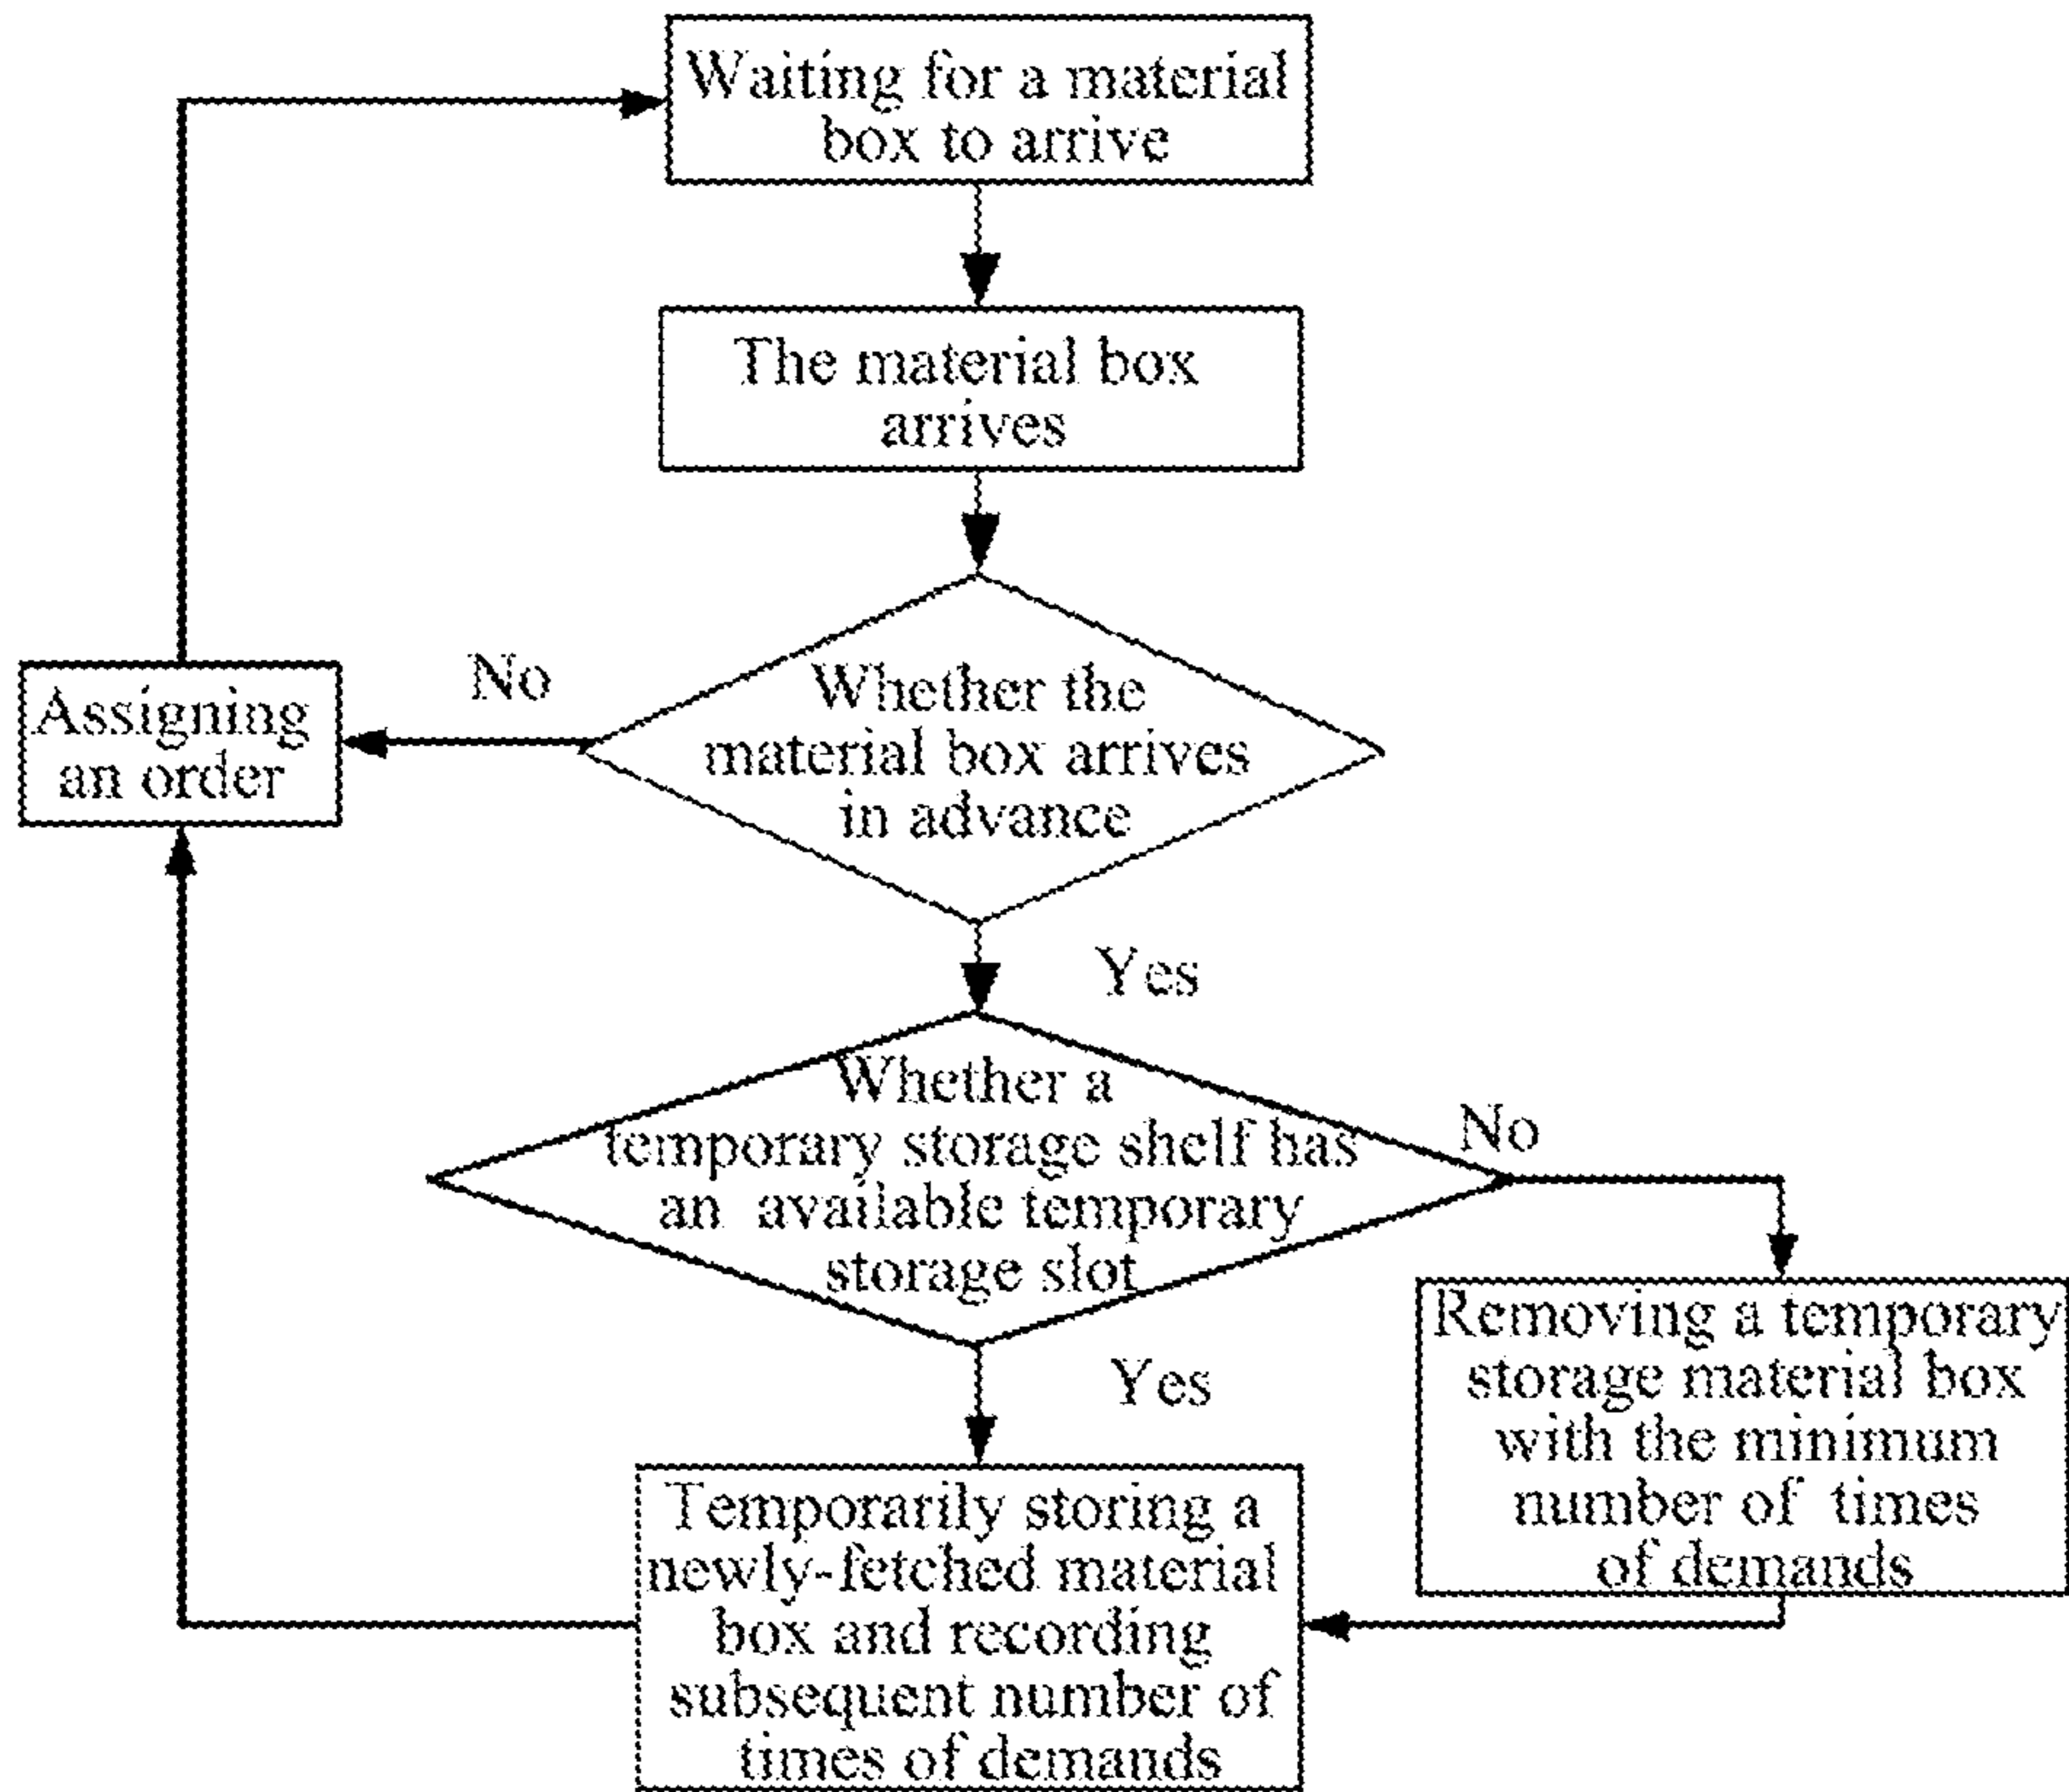 Waiting for a material
box to arrive
The material box
arrives
Whether the
material box arrives
in advance
No
Assigning
an order
Yes
Whether a
temporary storage shelf has
an available temporary
storage slot
No
Removing a temporary
storage material box
with the minimum
number of times
of demands
Yes
Temporarily storing a
newly-fetched material
box and recording
subsequent number of
times of demands